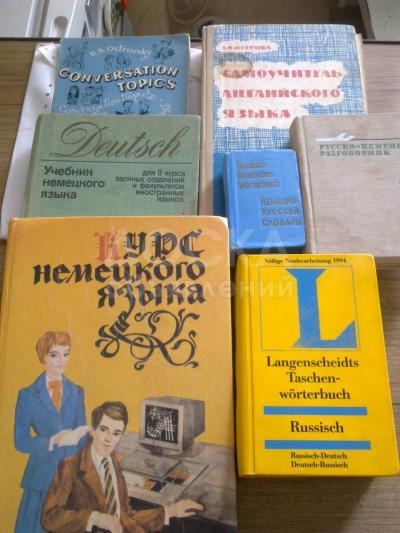 B. S. Ostrovsky
CONVERSATION
TOPICS
А. В. ПЕТРОВА
САМОУЧИТЕЛЬ
АНГЛИЙСКОГО
ЯЗЫКА
Deutsch
Учебник
немецкого
языка
для II курса
заочных отделений
и факультетов
иностранных
языков
Deutsch-
Russisches
Wörterbuch
НЕМЕЦКО-
РУССКИЙ
СЛОВАРЬ
РУССКО-НЕМЕЦ
РАЗГОВОРНИК
КУРС
немецкого
языка
Völlige Neubearbeitung 1994
L
Langenscheidts
Taschen-
wörterbuch
Russisch
Russisch-Deutsch
Deutsch-Russisch